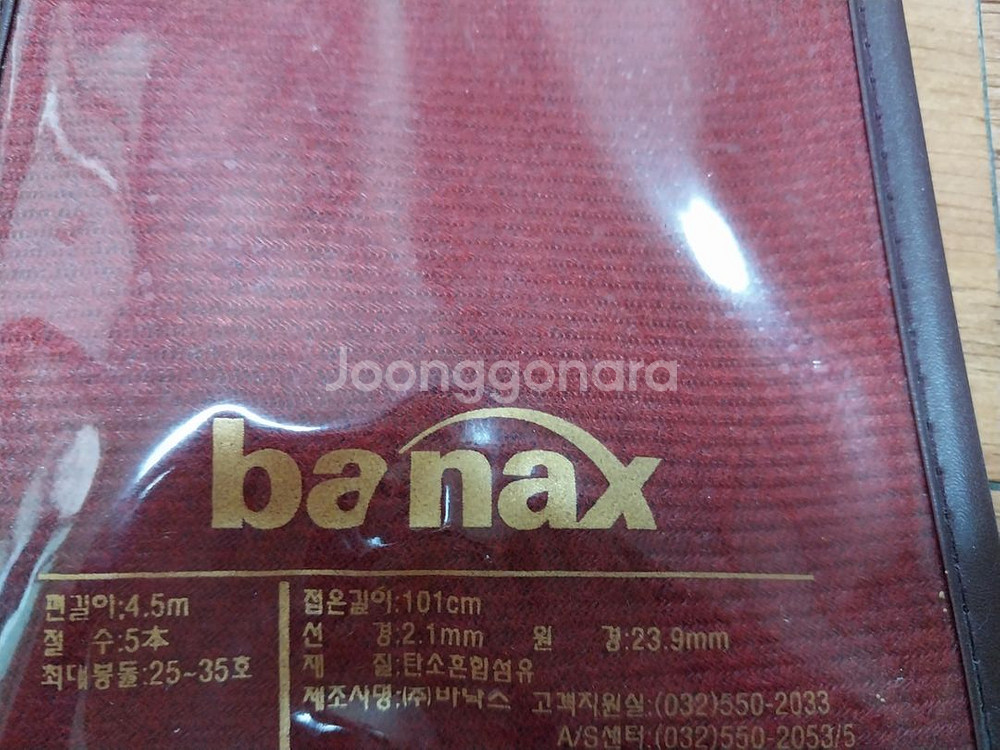 Joonggonara
banax
편길이:4.5m
절 수:5本
최대봉돌:25~35호
접은길이:101cm
선 경:2.1mm 원 경:23.9mm
재 질:탄소혼합섬유
제조사명:(주)바낙스 고객지원실:(032)550-2033
A/S센터:(032)550-2053/5